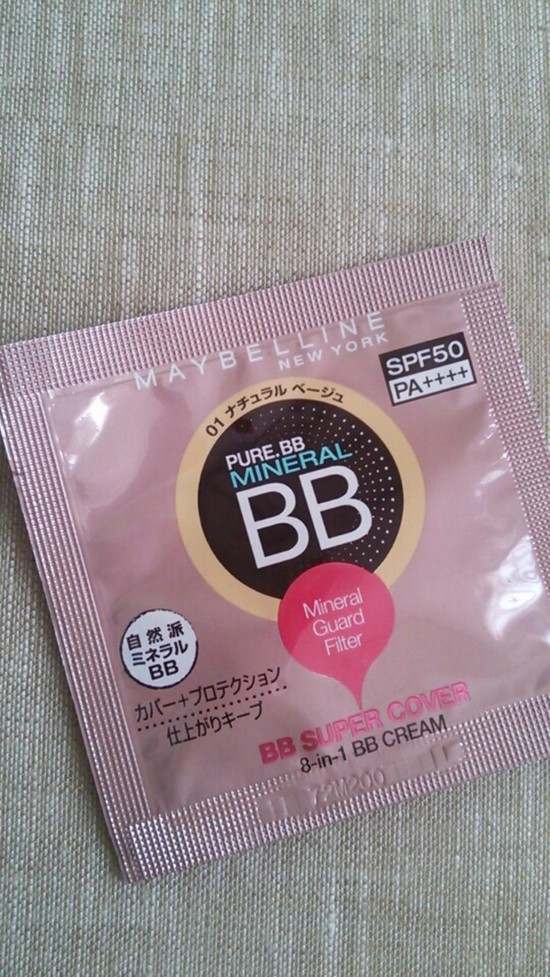 MAYBELLINE
NEW YORK
SPF50
PA++++
01 ナチュラル ベージュ
PURE.BB
MINERAL
BB
Mineral
Guard
Filter
自然派
ミネラル
BB
カバー+プロテクション
仕上がりキープ
BB SUPER COVER
8-in-1 BB CREAM